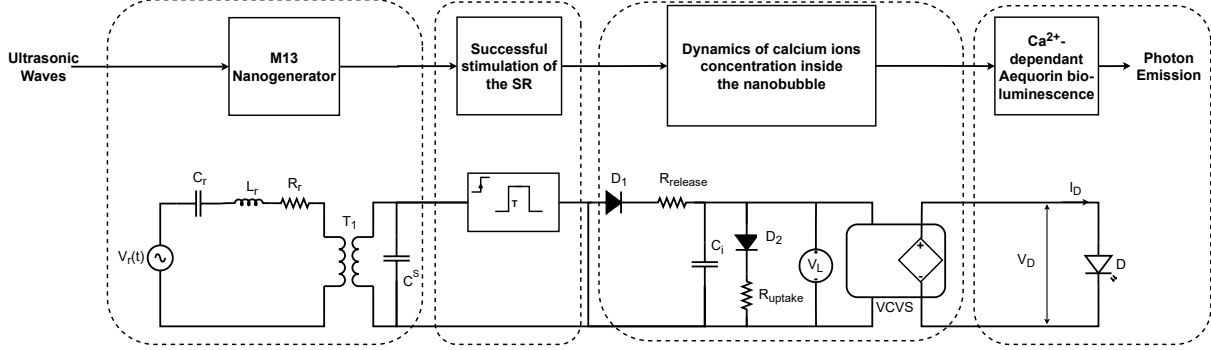 Ultrasonic
Waves
M13
Nanogenerator
Successful
stimulation of
the SR
Dynamics of calcium ions
concentration inside
the nanobubble
Ca2+-
dependant
Aequorin bio-
luminescence
Photon
Emission
Cr
Lr
Rr
T1
Vr(t)
CS
T
D1
Rrelease
Ci
D2
Ruptake
VL
+
-
VCVS
+
-
ID
VD
D